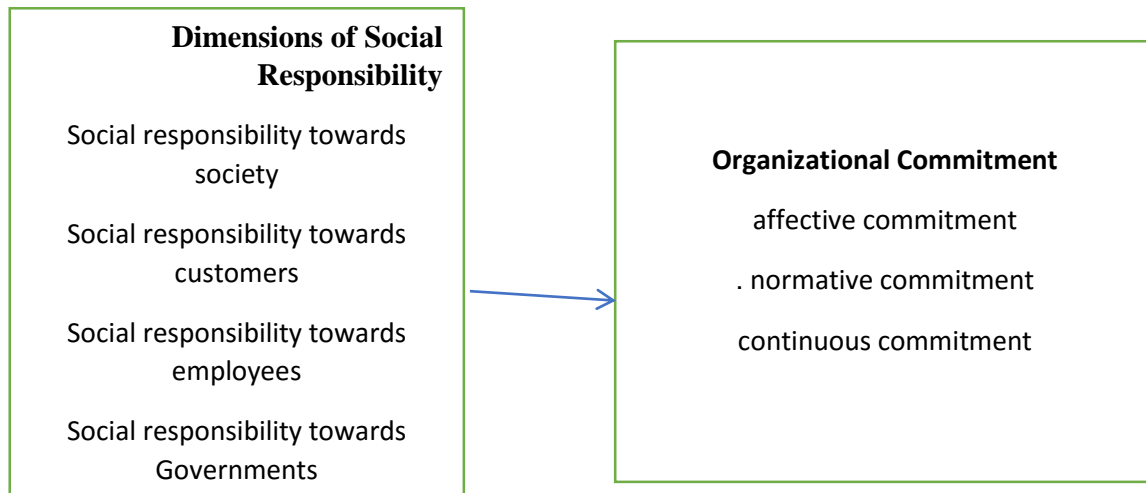 Dimensions of Social
Responsibility
Social responsibility towards
society
Social responsibility towards
customers
Social responsibility towards
employees
Social responsibility towards
Governments
Organizational Commitment
affective commitment
. normative commitment
continuous commitment